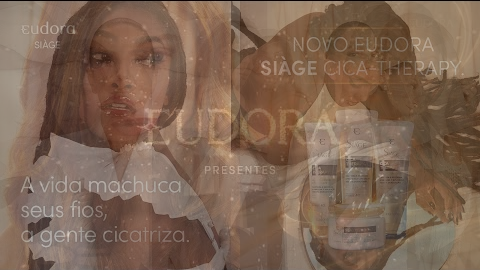 eudora
SIÀGE
NOVO EUDORA
SIÀGE CICA-THERAPY
EUDORA
PRESENTES
A vida machuca
seus fios,
a gente cicatriza.